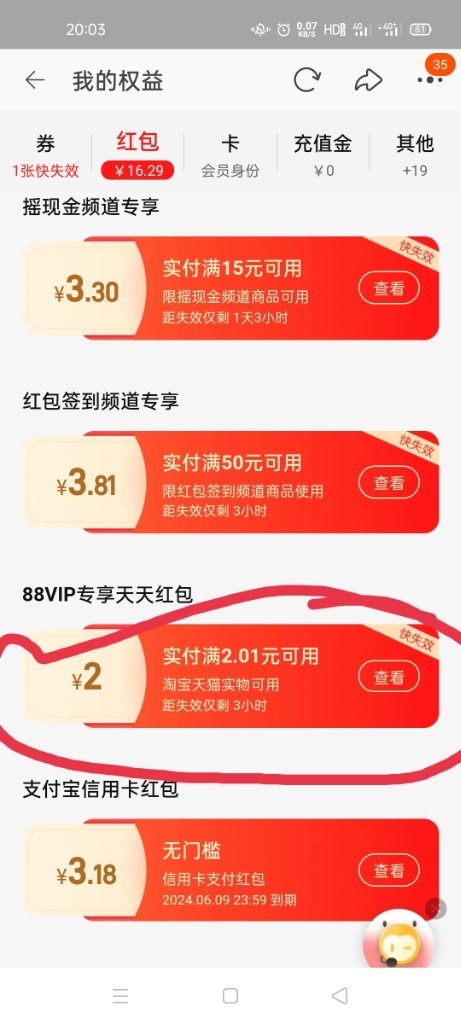 20:03
0.07 KB/S
HD
4G
4G+
81
我的权益
35
券
红包
卡
充值金
其他
1张快失效
￥16.29
会员身份
￥0
+19
摇现金频道专享
¥3.30
实付满15元可用
限摇现金频道商品可用
距失效仅剩 1天3小时
快失效
查看
红包签到频道专享
¥3.81
实付满50元可用
限红包签到频道商品使用
距失效仅剩 3小时
快失效
查看
88VIP专享天天红包
¥2
实付满2.01元可用
淘宝天猫实物可用
距失效仅剩 3小时
快失效
查看
支付宝信用卡红包
¥3.18
无门槛
信用卡支付红包
2024.06.09 23:59 到期
查看